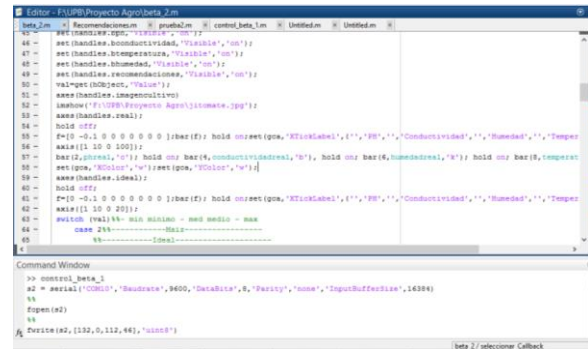 Editor - F:\UPB\Proyecto Agro\beta_2.m
beta_2.m Recomendaciones.m prueba2.m control_beta_1.m Untitled.m Untitled.m
45 - set(handles.bph,'Visible','on');
46 - set(handles.bconductividad,'Visible','on');
47 - set(handles.btemperatura,'Visible','on');
48 - set(handles.bhumedad,'Visible','on');
49 - set(handles.recomendaciones,'Visible','on');
50 - val=get(hObject,'Value');
51 - axes(handles.imagencultivo)
52 - imshow('F:\UPB\Proyecto Agro\jitomate.jpg');
53 - axes(handles.real);
54 - hold off;
55 - f=[0 -0.1 0 0 0 0 0 0 ];bar(f); hold on;set(gca,'XTickLabel',{'','PH','','Conductividad','','Humedad','','Temper
56 - axis([1 10 0 100]);
57 - bar(2,phreal,'c'); hold on; bar(4,conductividadreal,'b'), hold on; bar(6,humedadreal,'k'); hold on; bar(8,temperat
58 - set(gca,'XColor','w');set(gca,'YColor','w');
59 - axes(handles.ideal);
60 - hold off;
61 - f=[0 -0.1 0 0 0 0 0 0 ];bar(f); hold on;set(gca,'XTickLabel',{'','PH','','Conductividad','','Humedad','','Temper
62 - axis([1 10 0 20]);
63 - switch (val)%%- min minimo - med medio - max
64 - case 2%%------------Maiz-----------------
65 %%-----------Ideal---------------------
Command Window
>> control_beta_1
s2 = serial('COM10','Baudrate',9600,'DataBits',8,'Parity','none','InputBufferSize',16384)
%%
fopen(s2)
%%
fx fwrite(s2,[132,0,112,46],'uint8')
beta_2 / seleccionar_Callback